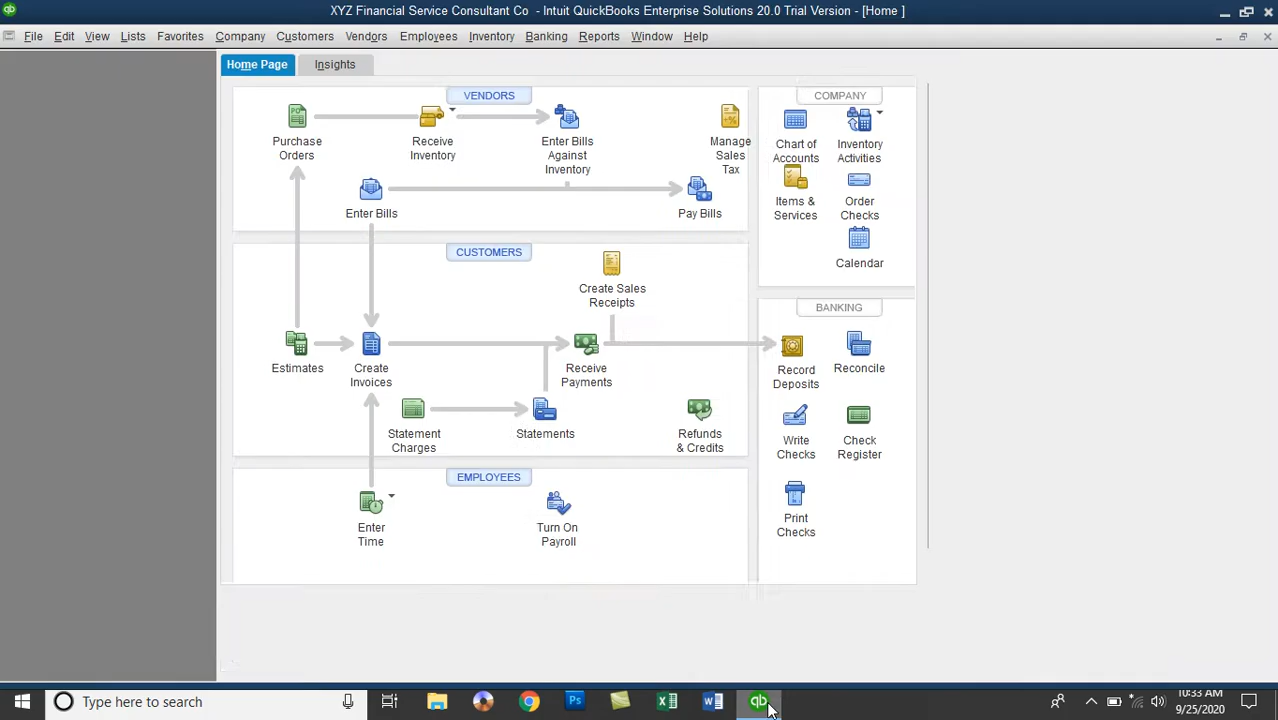 XYZ Financial Service Consultant Co - Intuit QuickBooks Enterprise Solutions 20.0 Trial Version - [Home ]
File Edit View Lists Favorites Company Customers Vendors Employees Inventory Banking Reports Window Help
Home Page Insights
VENDORS
Purchase
Orders
Receive
Inventory
Enter Bills
Against
Inventory
Manage
Sales
Tax
Enter Bills
Pay Bills
CUSTOMERS
Create Sales
Receipts
Estimates
Create
Invoices
Receive
Payments
Statement
Charges
Statements
Refunds
& Credits
EMPLOYEES
Enter
Time
Turn On
Payroll
COMPANY
Chart of
Accounts
Inventory
Activities
Items &
Services
Order
Checks
Calendar
BANKING
Record
Deposits
Reconcile
Write
Checks
Check
Register
Print
Checks
Type here to search
10:33 AM
9/25/2020